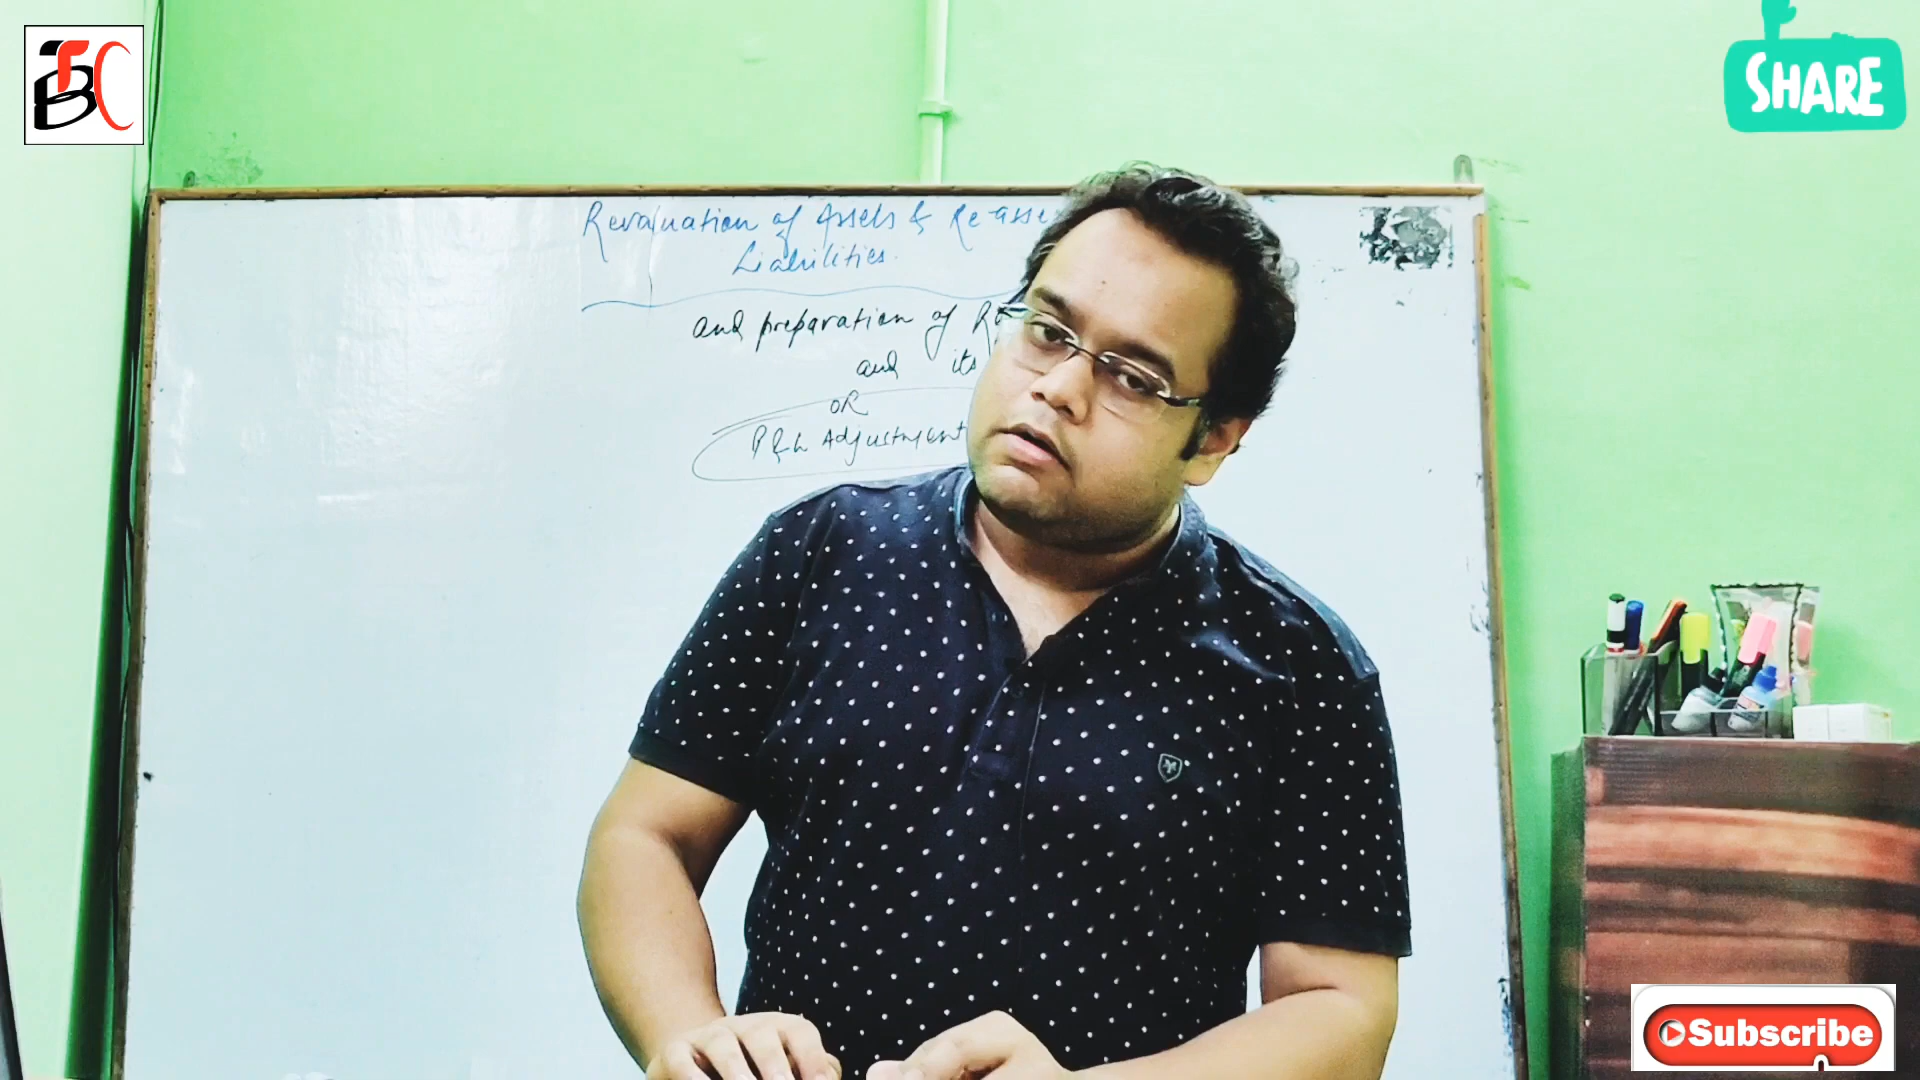 SHARE
Revaluation of Assets & Re-asse
Liabilities.
and preparation of
and its
OR
P&L Adjustment
Subscribe